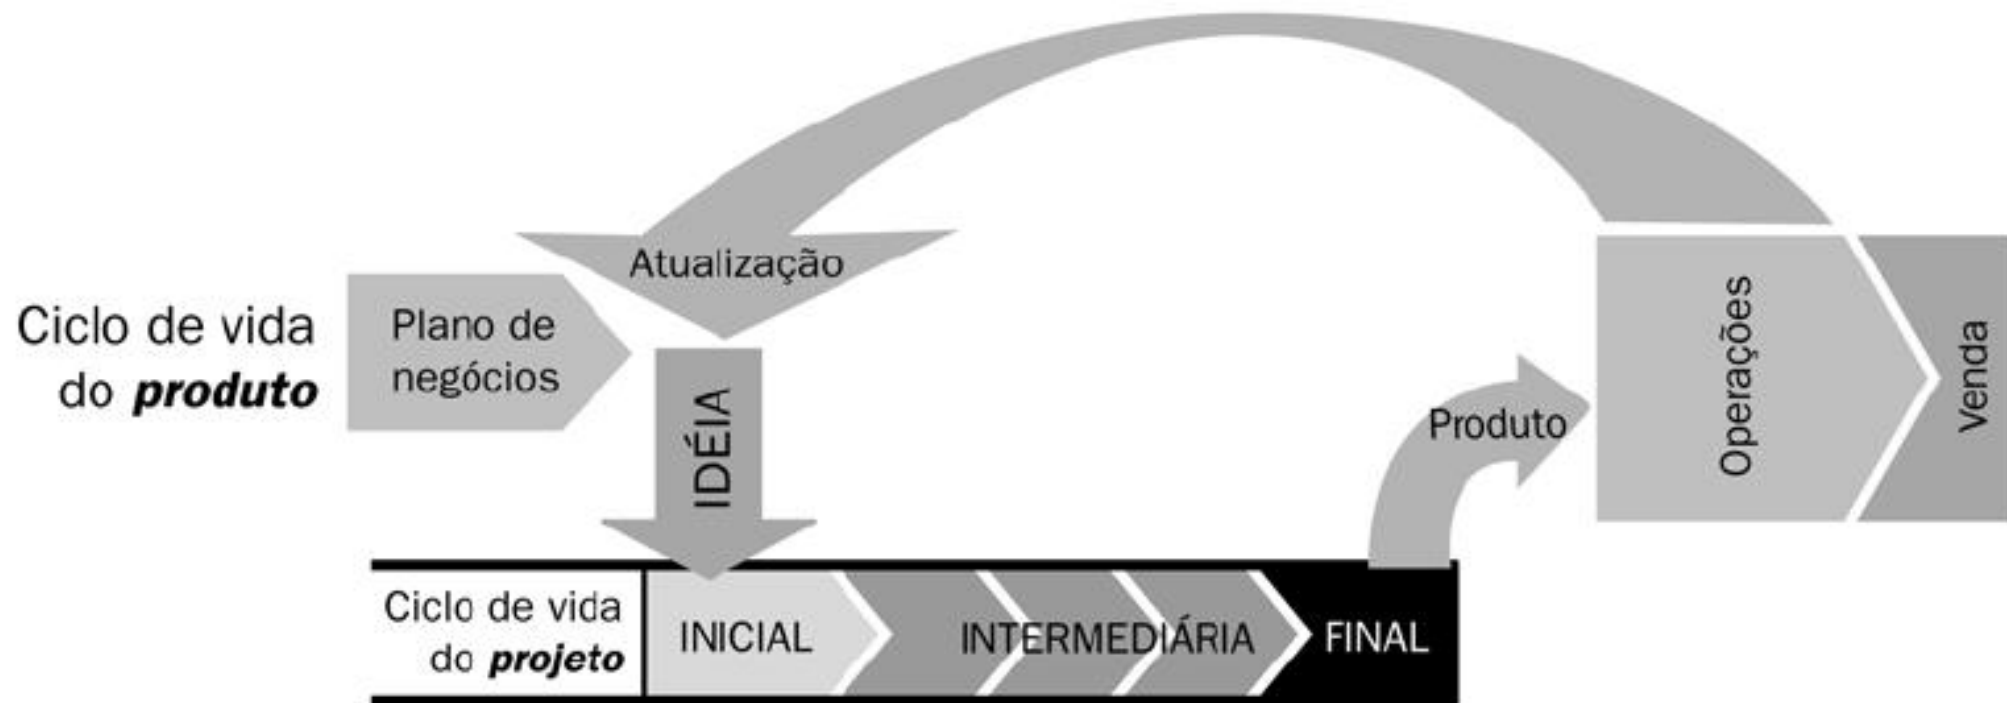 Atualização
Ciclo de vida
do produto
Plano de
negócios
IDÉIA
Produto
Operações
Venda
Ciclo de vida
do projeto
INICIAL
INTERMEDIÁRIA
FINAL